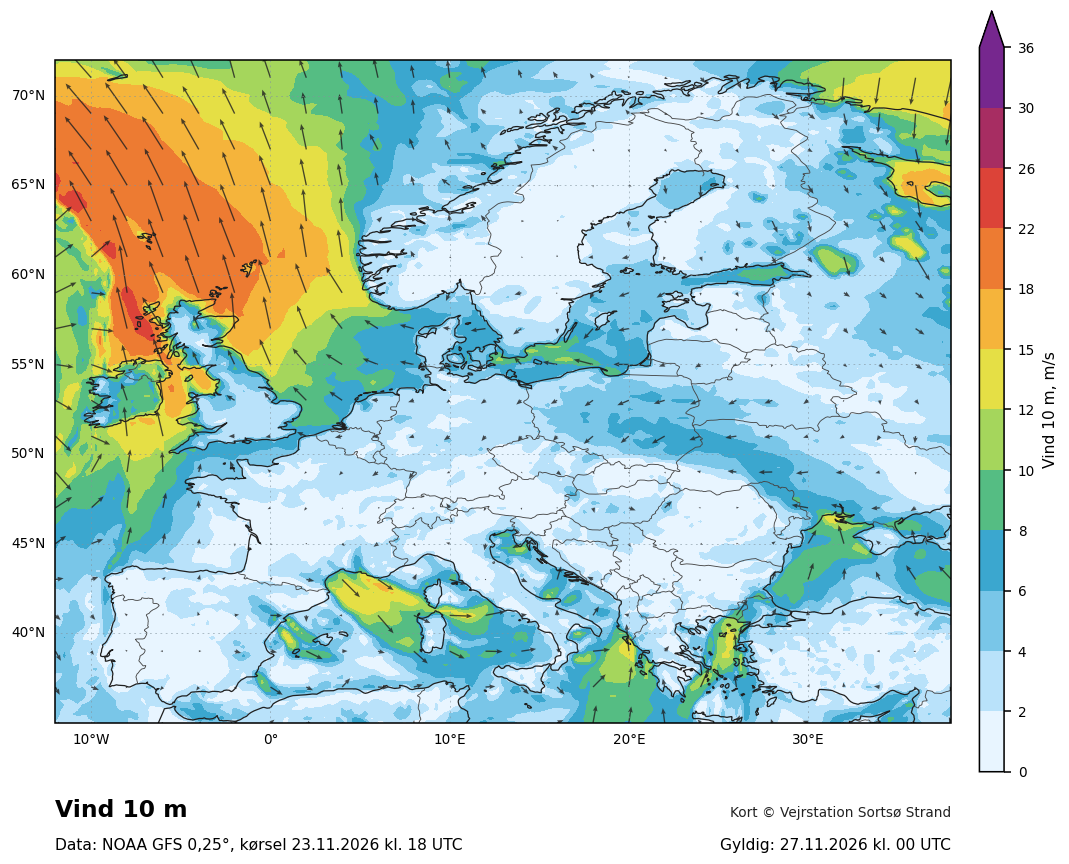 36
30
26
22
18
15
12
10
8
6
4
2
0
Vind 10 m, m/s
70°N
65°N
60°N
55°N
50°N
45°N
40°N
10°W
0°
10°E
20°E
30°E
Vind 10 m
Kort © Vejrstation Sortsø Strand
Data: NOAA GFS 0,25°, kørsel 23.11.2026 kl. 18 UTC
Gyldig: 27.11.2026 kl. 00 UTC